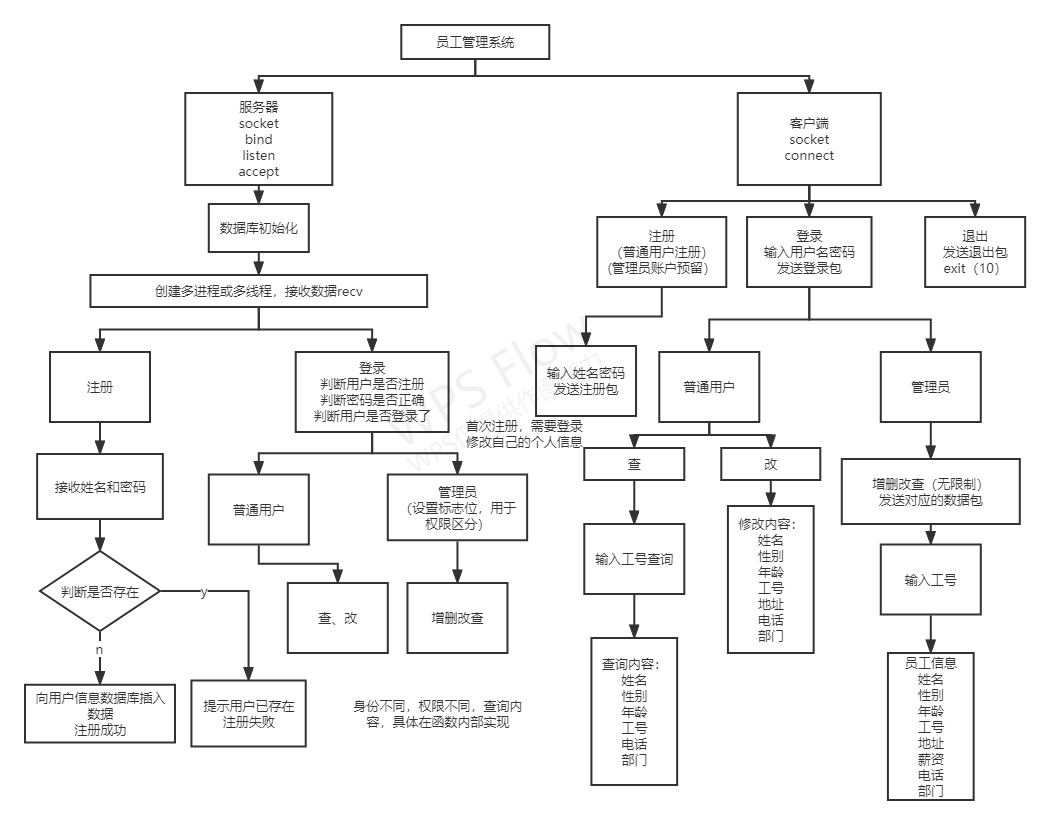 员工管理系统
服务器
socket
bind
listen
accept
客户端
socket
connect
数据库初始化
注册
（普通用户注册）
（管理员账户预留）
登录
输入用户名密码
发送登录包
退出
发送退出包
exit（10）
创建多进程或多线程，接收数据recv
注册
登录
判断用户是否注册
判断密码是否正确
判断用户是否登录了
输入姓名密码
发送注册包
普通用户
管理员
首次注册，需要登录
修改自己的个人信息
查
改
接收姓名和密码
普通用户
管理员
（设置标志位，用于
权限区分）
增删改查（无限制）
发送对应的数据包
输入工号查询
修改内容：
姓名
性别
年龄
工号
地址
电话
部门
输入工号
判断是否存在
y
n
查、改
增删改查
查询内容：
姓名
性别
年龄
工号
电话
部门
员工信息
姓名
性别
年龄
工号
地址
薪资
电话
部门
向用户信息数据库插入
数据
注册成功
提示用户已存在
注册失败
身份不同，权限不同，查询内
容，具体在函数内部实现
WPS Flow